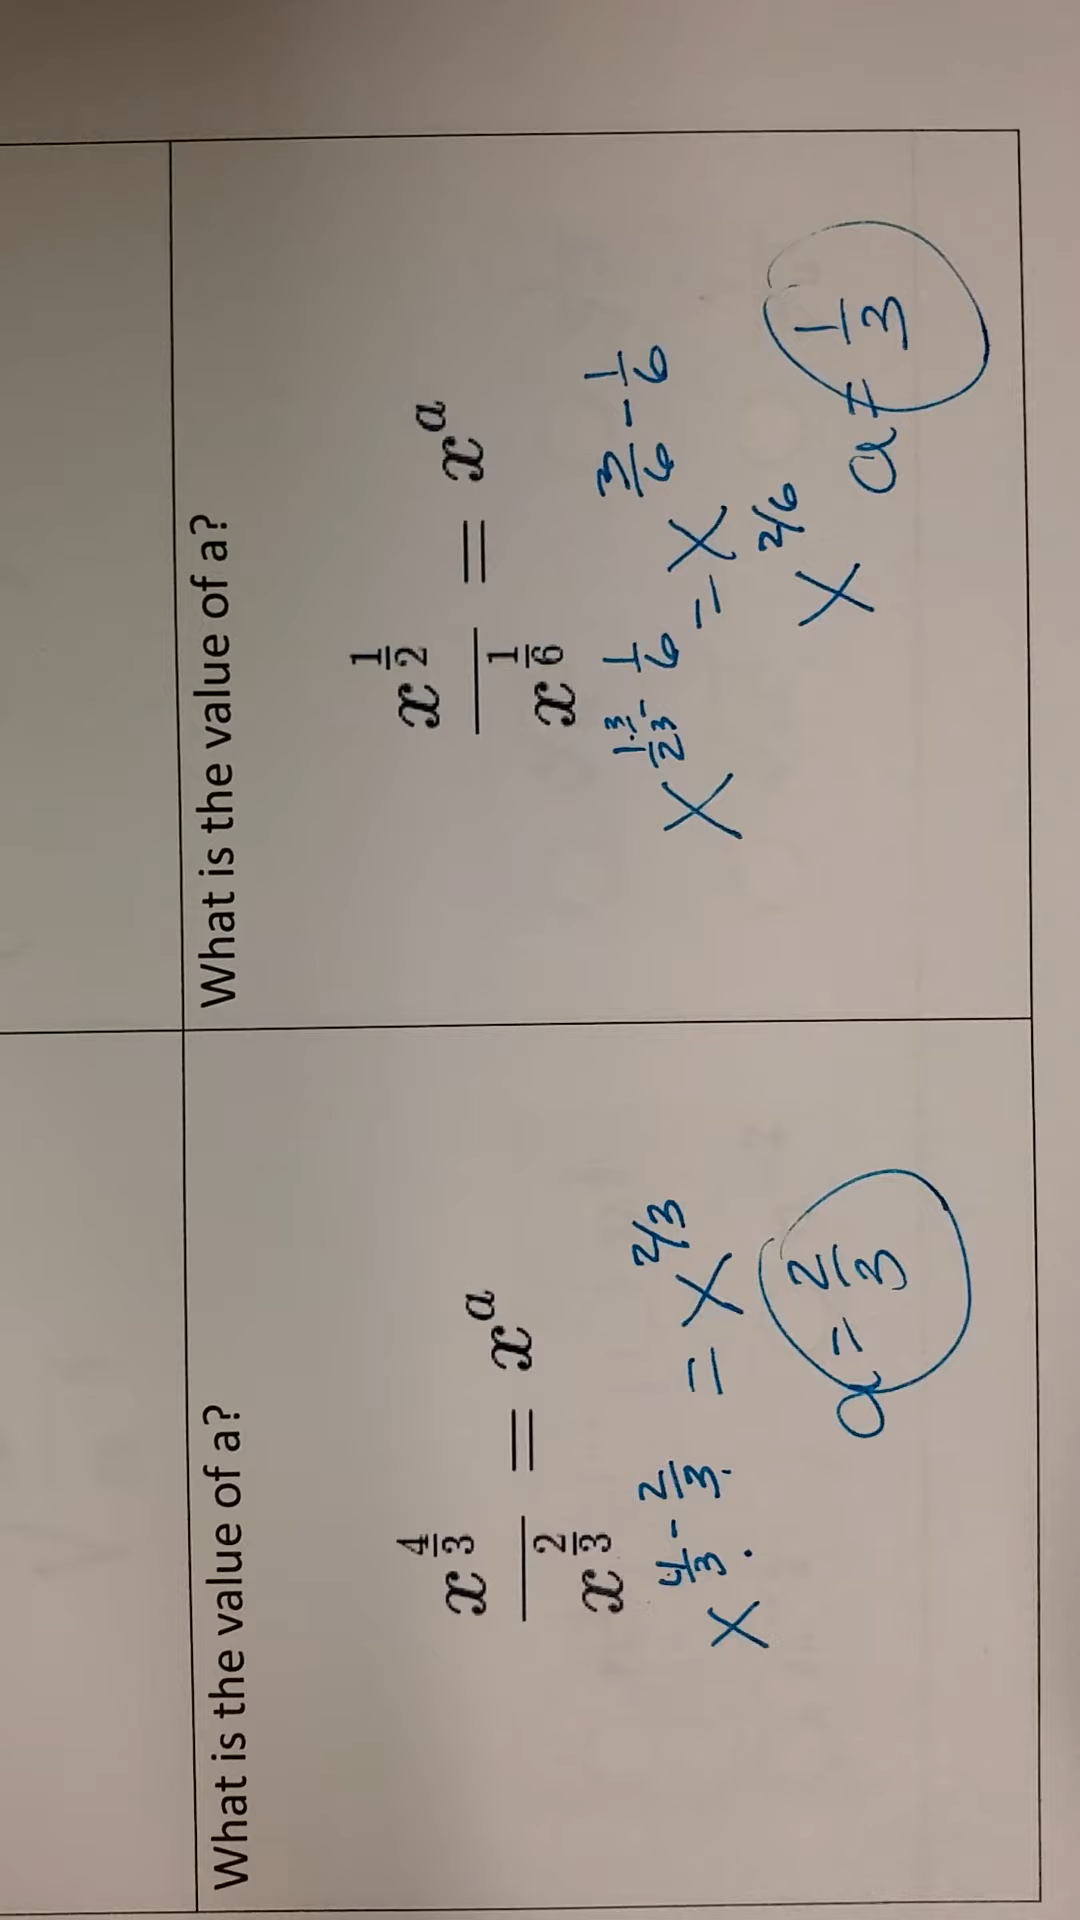 What is the value of a?
x^{4/3} / x^{2/3} = x^a
x^{4/3 - 2/3} = x^{2/3}
a = 2/3
What is the value of a?
x^{1/2} / x^{1/6} = x^a
x^{1·3/2·3 - 1/6} = x^{3/6 - 1/6}
x^{2/6}
a = 1/3